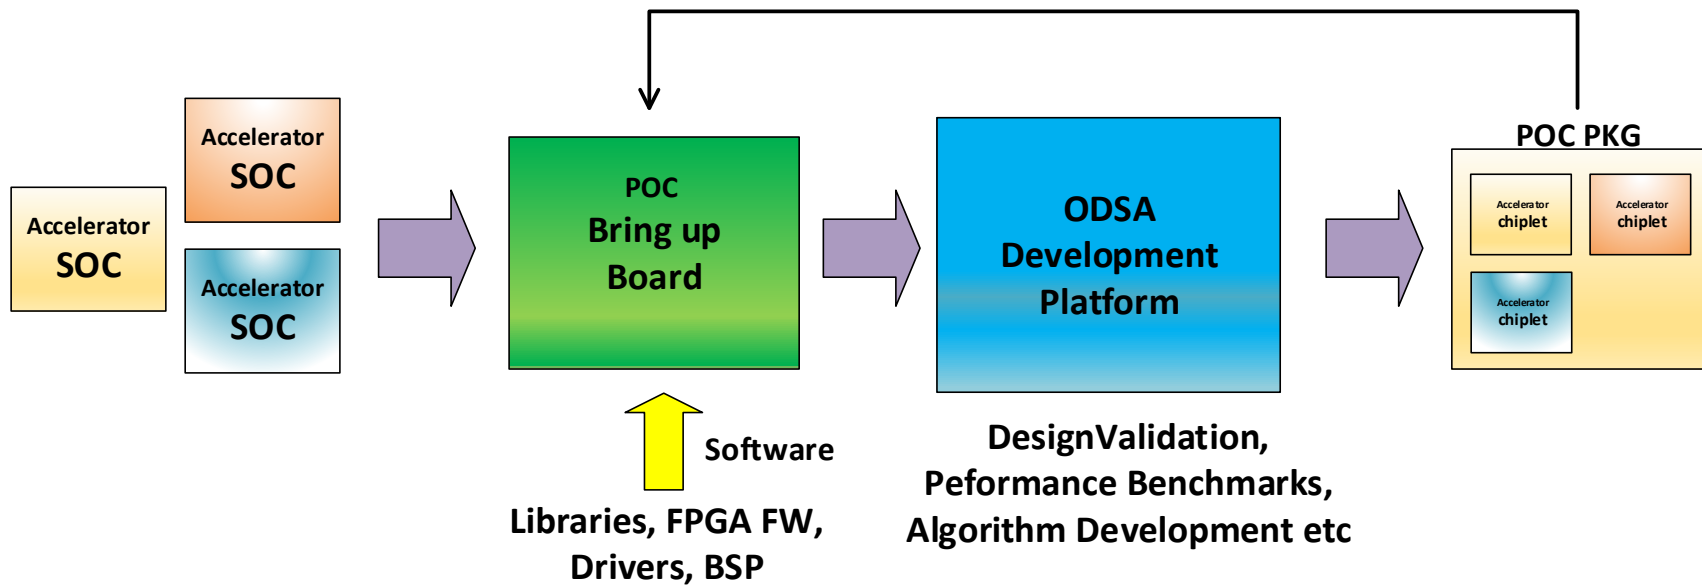 Accelerator
SOC
Accelerator
SOC
Accelerator
SOC
POC
Bring up
Board
Software
Libraries, FPGA FW,
Drivers, BSP
ODSA
Development
Platform
DesignValidation,
Peformance Benchmarks,
Algorithm Development etc
POC PKG
Accelerator
chiplet
Accelerator
chiplet
Accelerator
chiplet